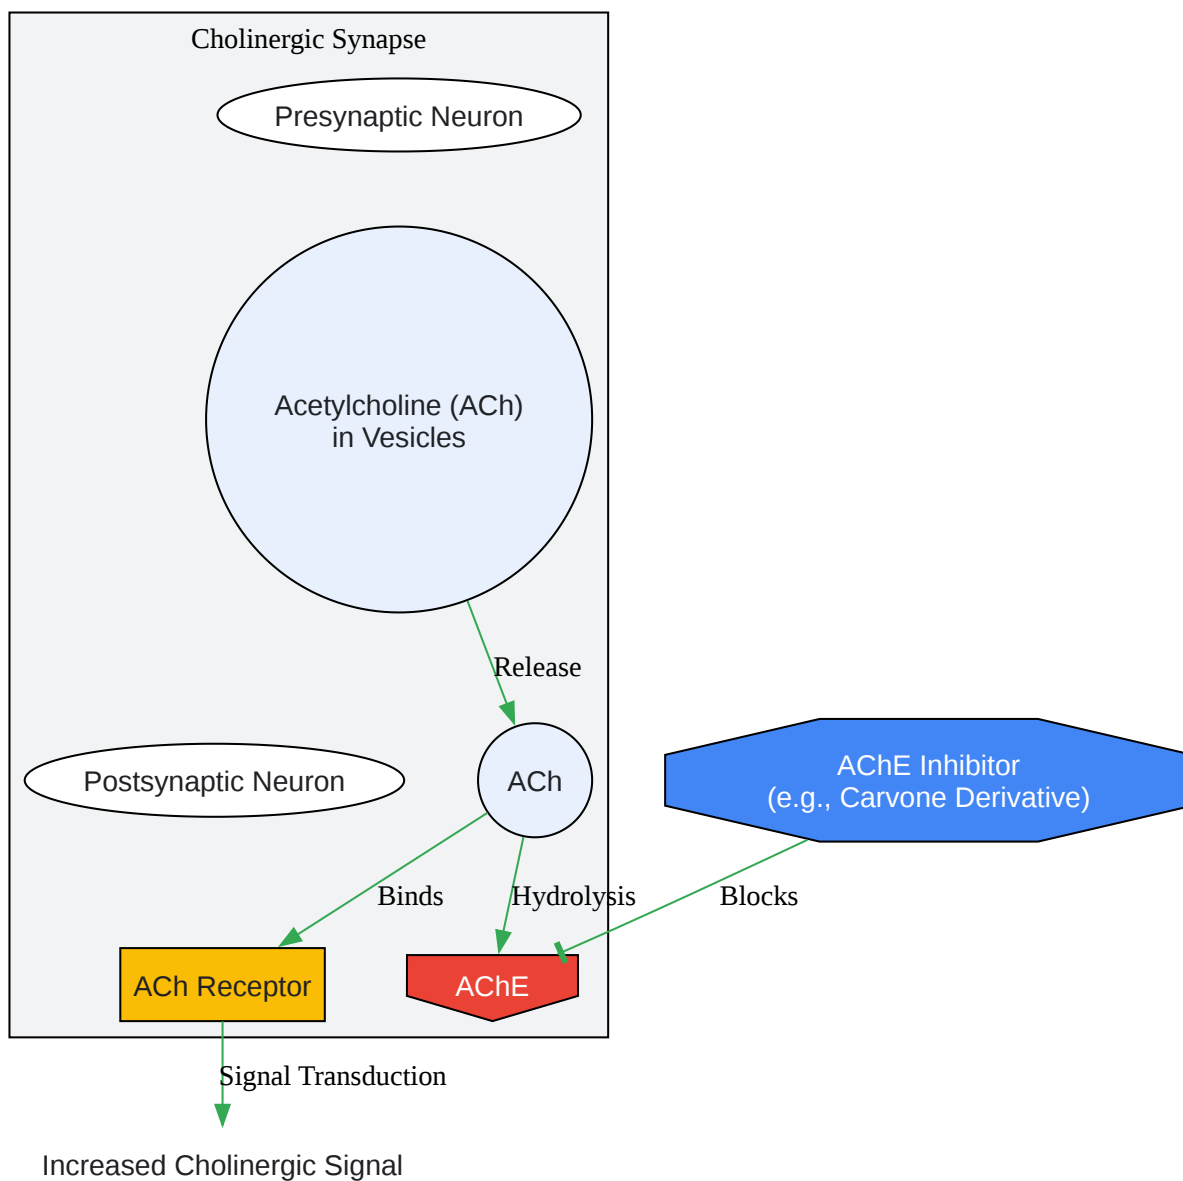 Cholinergic Synapse
Presynaptic Neuron
Acetylcholine (ACh)
in Vesicles
Release
Postsynaptic Neuron
ACh
AChE Inhibitor
(e.g., Carvone Derivative)
Binds
Hydrolysis
Blocks
ACh Receptor
AChE
Signal Transduction
Increased Cholinergic Signal